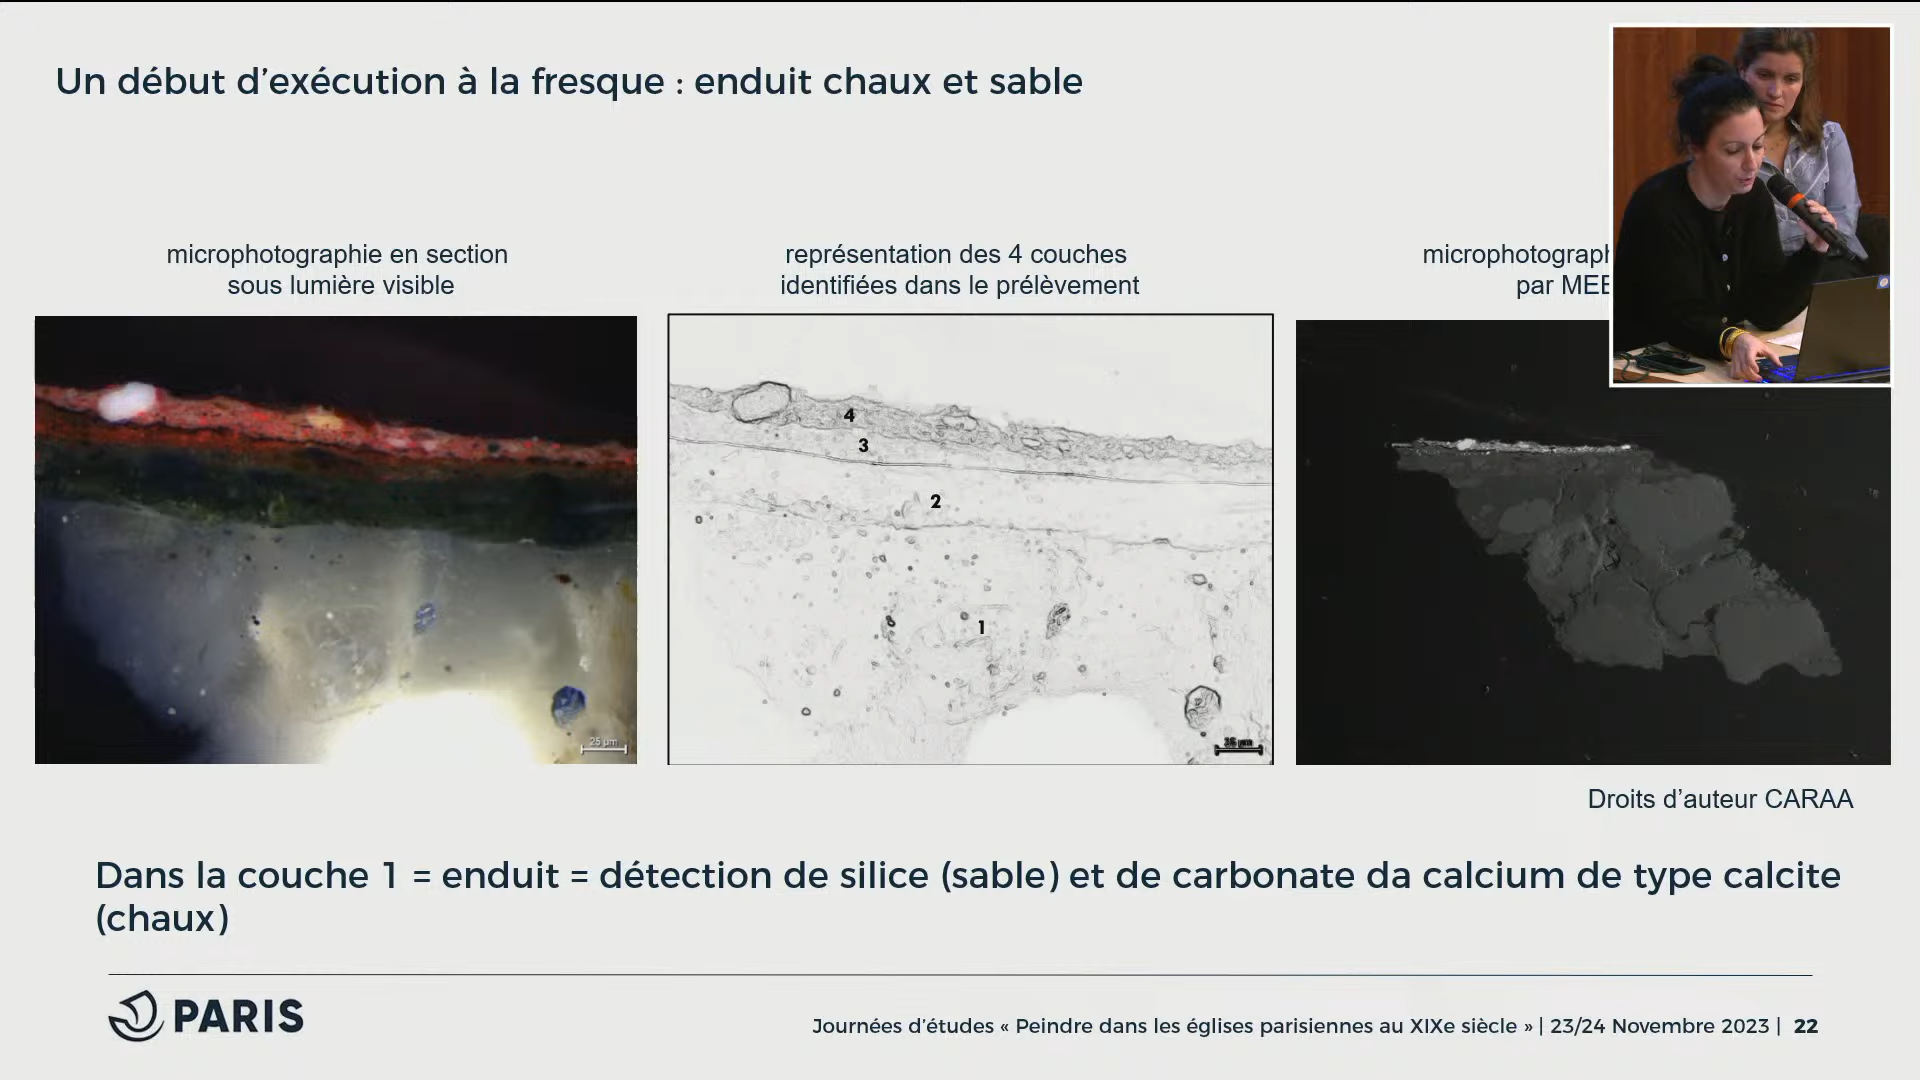 Un début d'exécution à la fresque : enduit chaux et sable
microphotographie en section
sous lumière visible
représentation des 4 couches
identifiées dans le prélèvement
par
4
3
2
1
25 µm
Droits d'auteur CARAA
Dans la couche 1 = enduit = détection de silice (sable) et de carbonate da calcium de type calcite
(chaux)
PARIS
Journées d'études « Peindre dans les églises parisiennes au XIXe siècle » | 23/24 Novembre 2023 | 22